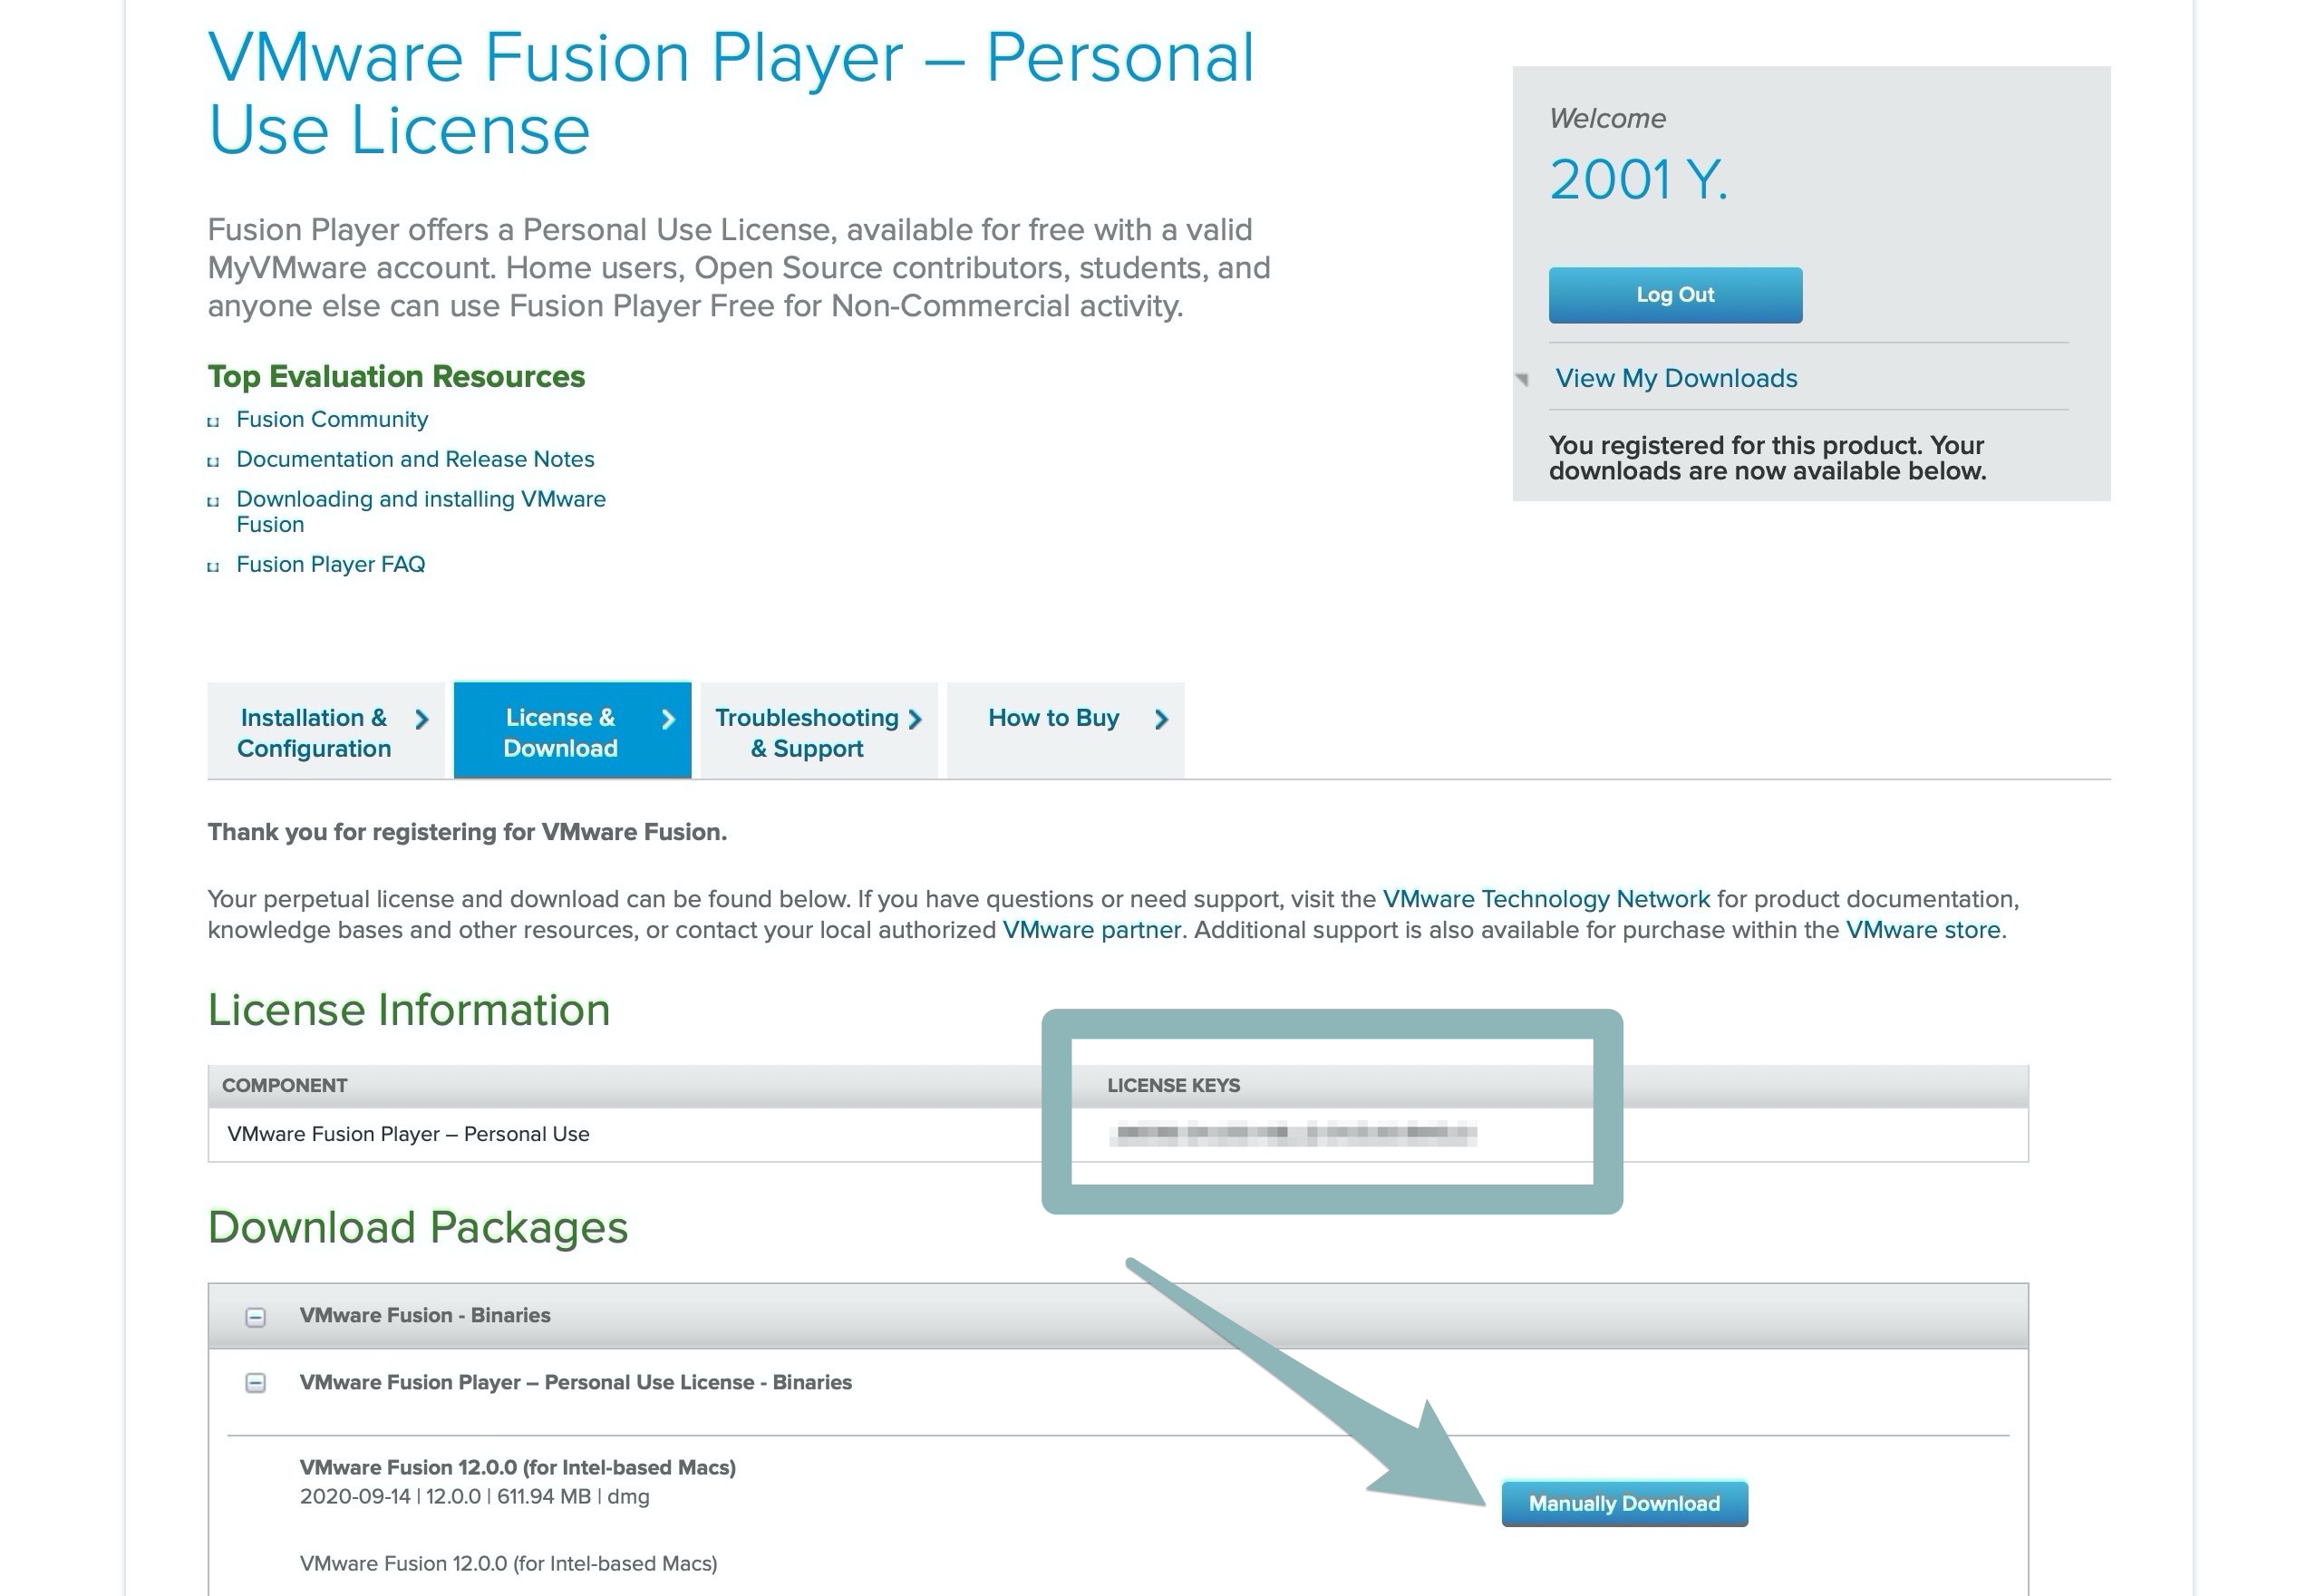 VMware Fusion Player – Personal
Use License
Fusion Player offers a Personal Use License, available for free with a valid
MyVMware account. Home users, Open Source contributors, students, and
anyone else can use Fusion Player Free for Non-Commercial activity.
Top Evaluation Resources
Fusion Community
Documentation and Release Notes
Downloading and installing VMware
Fusion
Fusion Player FAQ
Welcome
2001 Y.
Log Out
View My Downloads
You registered for this product. Your
downloads are now available below.
Installation &
Configuration
License &
Download
Troubleshooting
& Support
How to Buy
Thank you for registering for VMware Fusion.
Your perpetual license and download can be found below. If you have questions or need support, visit the VMware Technology Network for product documentation,
knowledge bases and other resources, or contact your local authorized VMware partner. Additional support is also available for purchase within the VMware store.
License Information
COMPONENT LICENSE KEYS
VMware Fusion Player – Personal Use
Download Packages
VMware Fusion - Binaries
VMware Fusion Player – Personal Use License - Binaries
VMware Fusion 12.0.0 (for Intel-based Macs)
2020-09-14 | 12.0.0 | 611.94 MB | dmg
Manually Download
VMware Fusion 12.0.0 (for Intel-based Macs)